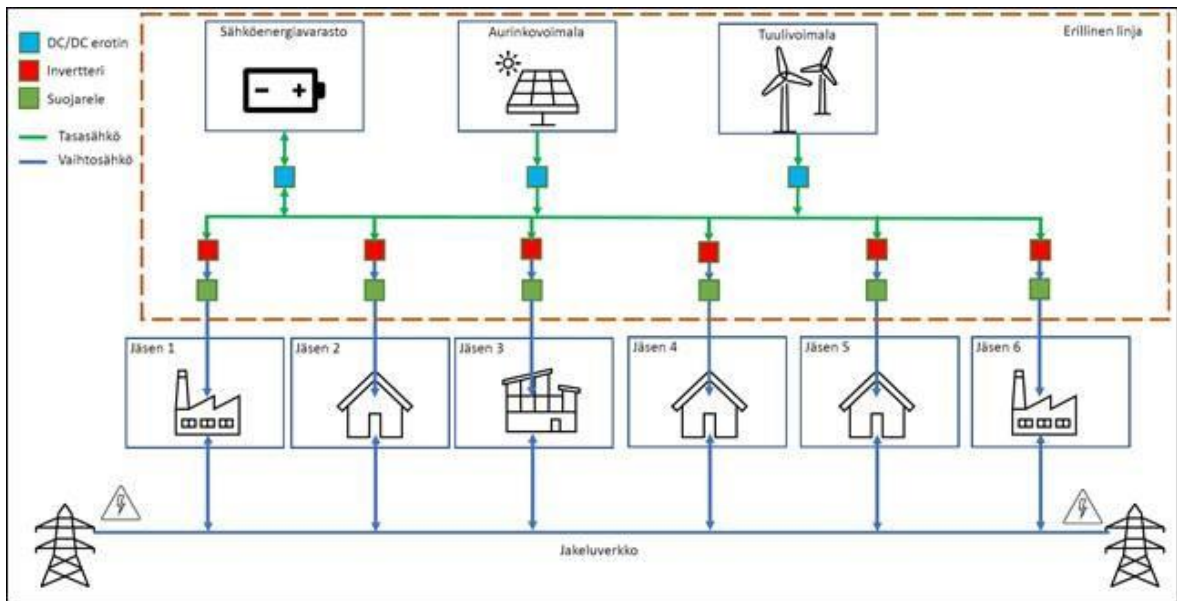 DC/DC erotin
Invertteri
Suojarele
Tasasähkö
Vaihtosähkö
Sähköenergiavarasto
Aurinkovoimala
Tuulivoimala
Erillinen linja
Jäsen 1
Jäsen 2
Jäsen 3
Jäsen 4
Jäsen 5
Jäsen 6
Jakeluverkko